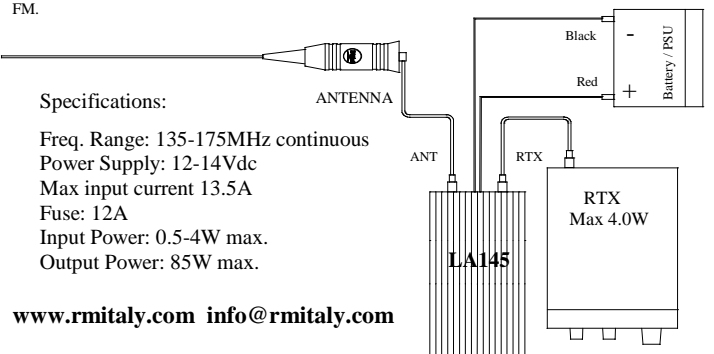 FM.
Black
-
Battery / PSU
Red
+
Specifications:
ANTENNA
Freq. Range: 135-175MHz continuous
Power Supply: 12-14Vdc
Max input current 13.5A
Fuse: 12A
Input Power: 0.5-4W max.
Output Power: 85W max.
ANT
RTX
RTX
Max 4.0W
LA145
www.rmitaly.com info@rmitaly.com